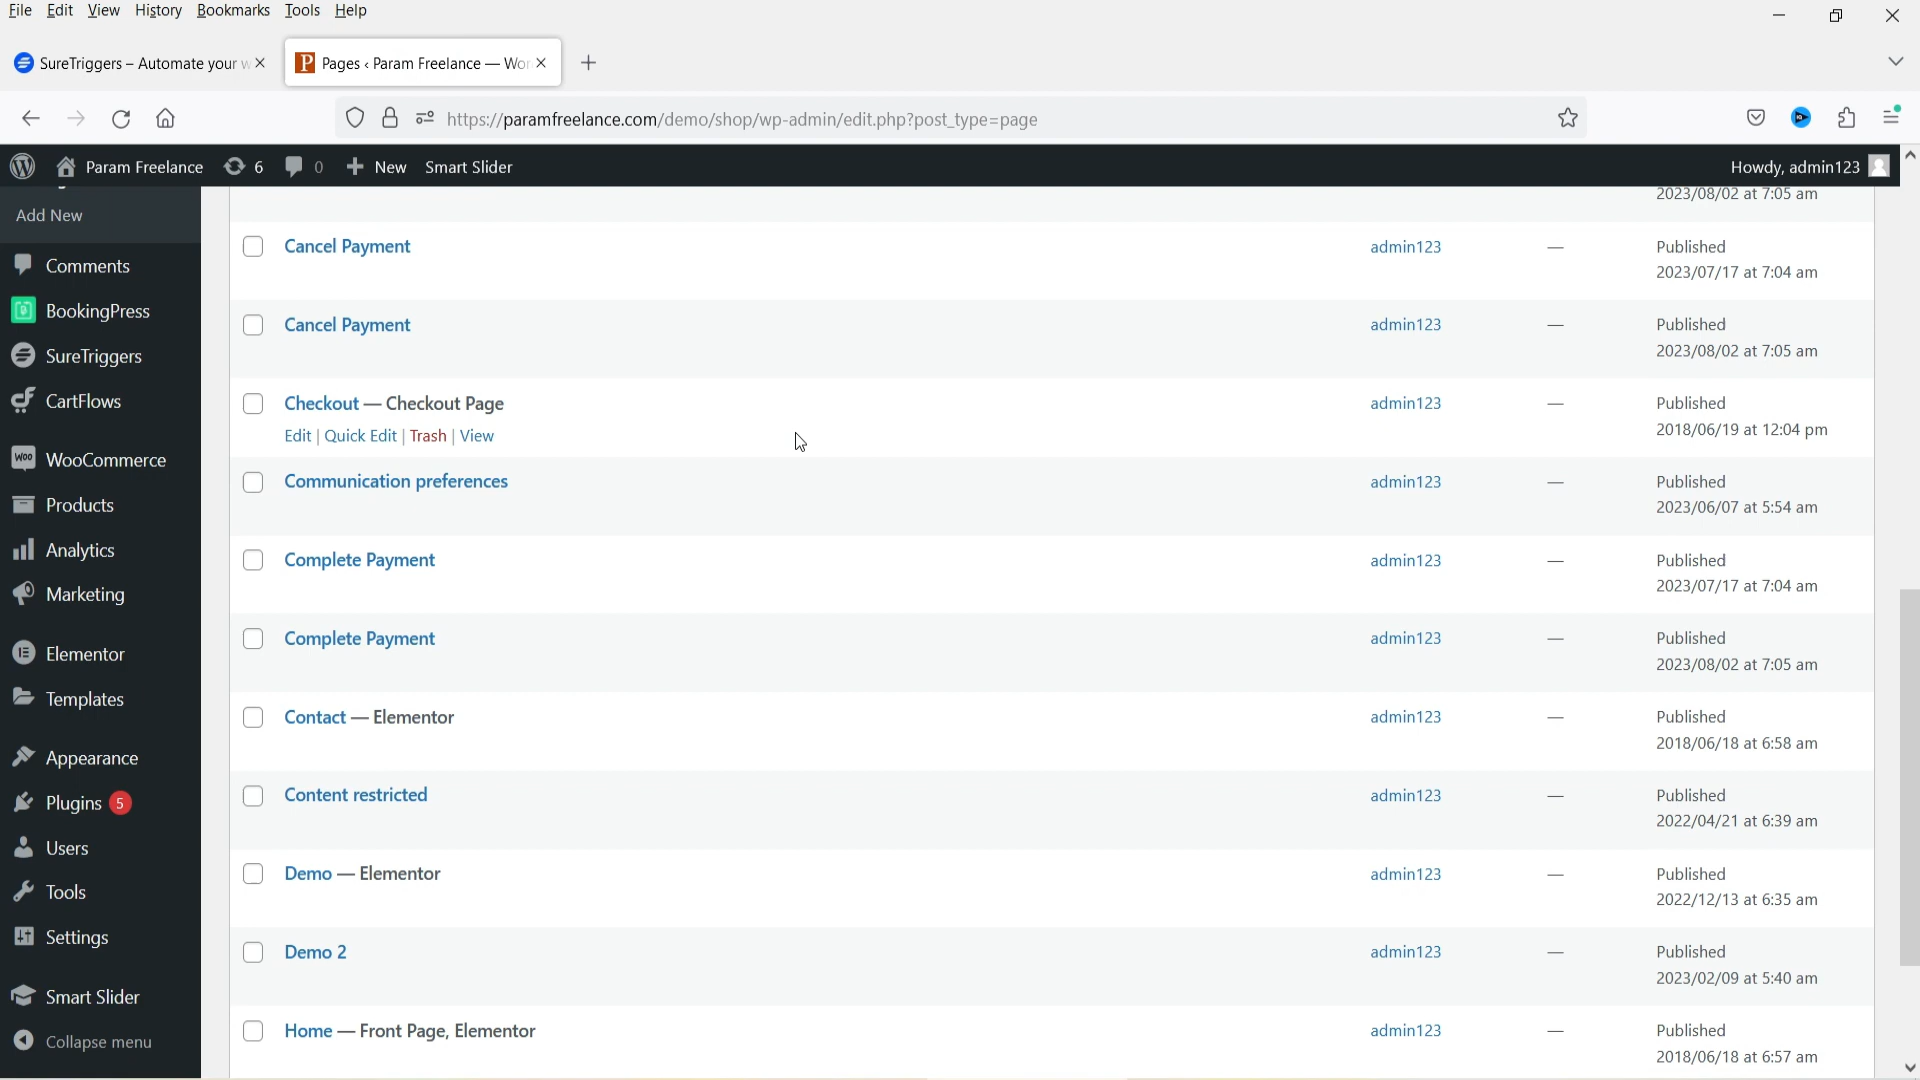 File Edit View History Bookmarks Tools Help
SureTriggers – Automate your w
Pages ‹ Param Freelance — Wor
https://paramfreelance.com/demo/shop/wp-admin/edit.php?post_type=page
Param Freelance 6 0 New Smart Slider Howdy, admin123
Add New
Comments
BookingPress
SureTriggers
CartFlows
WooCommerce
Products
Analytics
Marketing
Elementor
Templates
Appearance
Plugins 5
Users
Tools
Settings
Smart Slider
Collapse menu
2023/08/02 at 7:05 am
Cancel Payment admin123 — Published
2023/07/17 at 7:04 am
Cancel Payment admin123 — Published
2023/08/02 at 7:05 am
Checkout — Checkout Page admin123 — Published
Edit | Quick Edit | Trash | View 2018/06/19 at 12:04 pm
Communication preferences admin123 — Published
2023/06/07 at 5:54 am
Complete Payment admin123 — Published
2023/07/17 at 7:04 am
Complete Payment admin123 — Published
2023/08/02 at 7:05 am
Contact — Elementor admin123 — Published
2018/06/18 at 6:58 am
Content restricted admin123 — Published
2022/04/21 at 6:39 am
Demo — Elementor admin123 — Published
2022/12/13 at 6:35 am
Demo 2 admin123 — Published
2023/02/09 at 5:40 am
Home — Front Page, Elementor admin123 — Published
2018/06/18 at 6:57 am